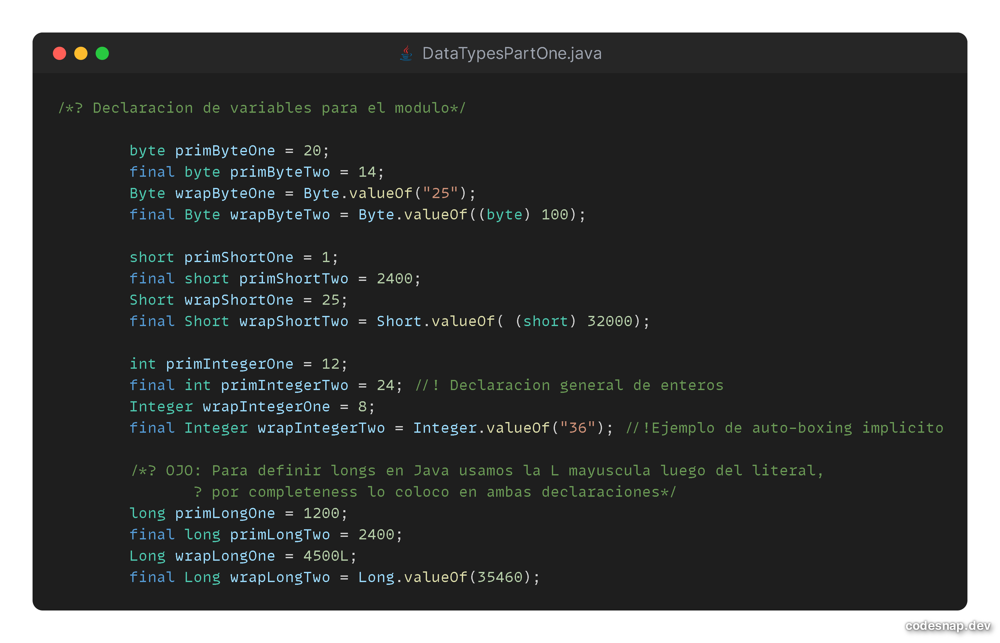 DataTypesPartOne.java
/*? Declaracion de variables para el modulo*/
byte primByteOne = 20;
final byte primByteTwo = 14;
Byte wrapByteOne = Byte.valueOf("25");
final Byte wrapByteTwo = Byte.valueOf((byte) 100);
short primShortOne = 1;
final short primShortTwo = 2400;
Short wrapShortOne = 25;
final Short wrapShortTwo = Short.valueOf( (short) 32000);
int primIntegerOne = 12;
final int primIntegerTwo = 24; //! Declaracion general de enteros
Integer wrapIntegerOne = 8;
final Integer wrapIntegerTwo = Integer.valueOf("36"); //!Ejemplo de auto-boxing implicito
/*? OJO: Para definir longs en Java usamos la L mayuscula luego del literal,
? por completeness lo coloco en ambas declaraciones*/
long primLongOne = 1200;
final long primLongTwo = 2400;
Long wrapLongOne = 4500L;
final Long wrapLongTwo = Long.valueOf(35460);
codesnap.dev